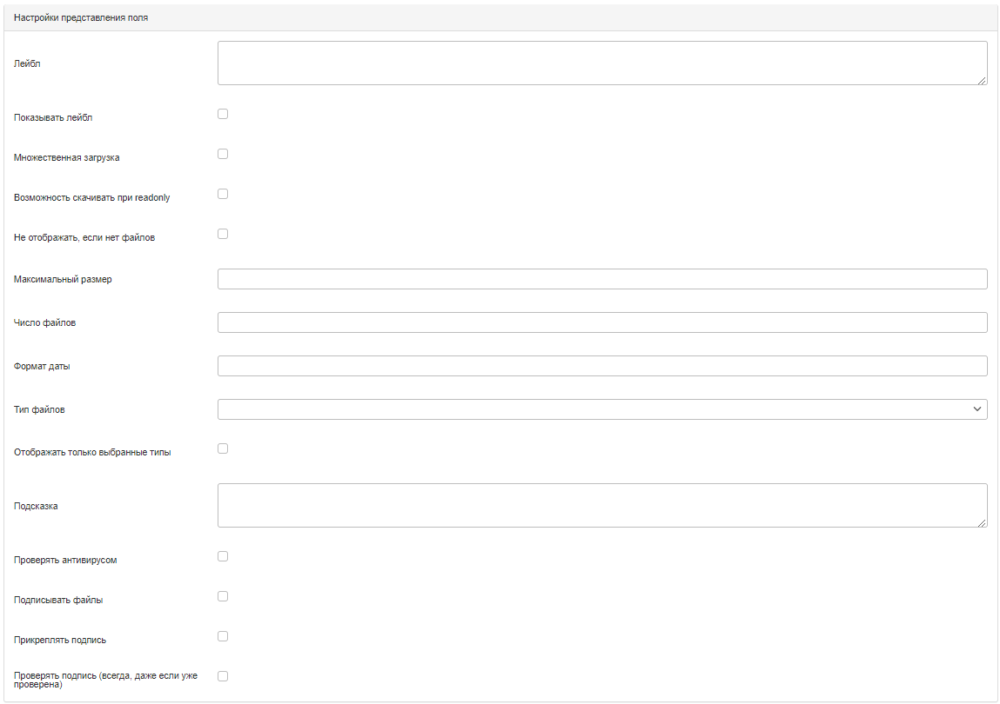 Настройки представления поля
Лейбл
Показывать лейбл
Множественная загрузка
Возможность скачивать при readonly
Не отображать, если нет файлов
Максимальный размер
Число файлов
Формат даты
Тип файлов
Отображать только выбранные типы
Подсказка
Проверять антивирусом
Подписывать файлы
Прикреплять подпись
Проверять подпись (всегда, даже если уже
проверена)